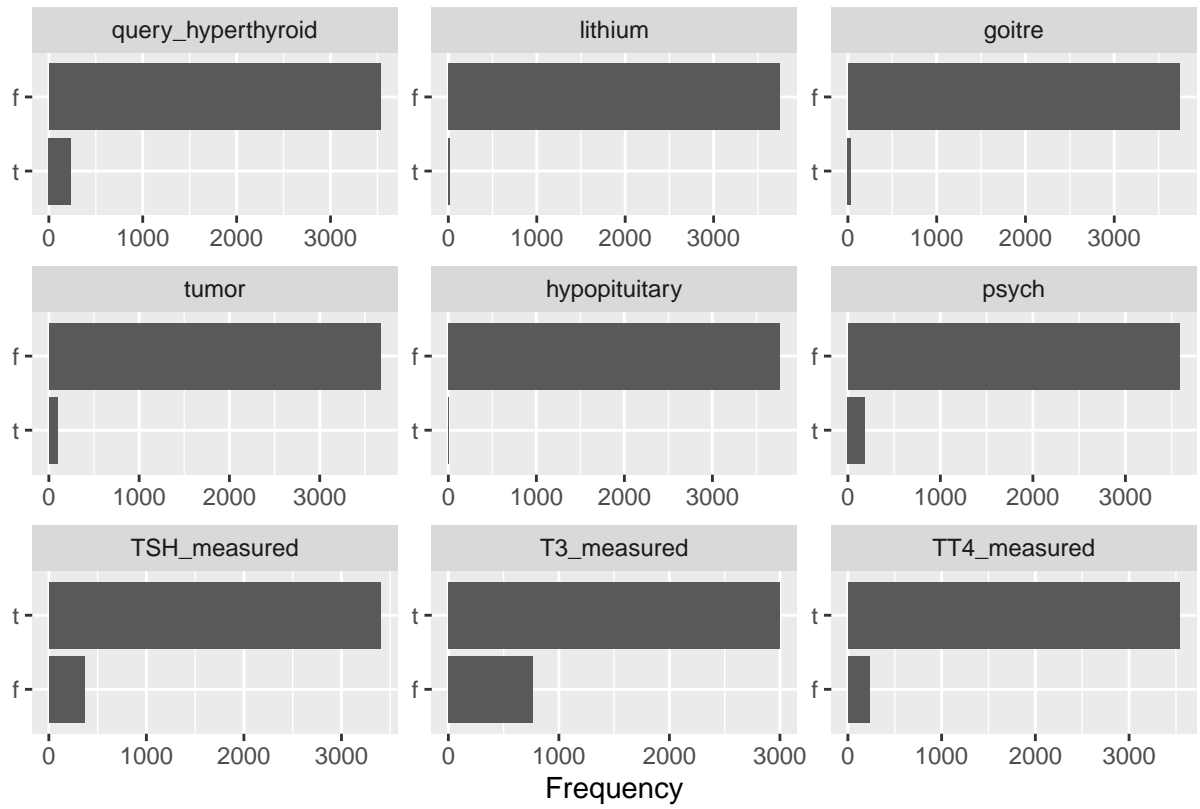 query_hyperthyroid lithium goitre
f f f
t t t
0 1000 2000 3000 0 1000 2000 3000 0 1000 2000 3000
tumor hypopituitary psych
f f f
t t t
0 1000 2000 3000 0 1000 2000 3000 0 1000 2000 3000
TSH_measured T3_measured TT4_measured
t t t
f f f
0 1000 2000 3000 0 1000 2000 3000 0 1000 2000 3000
Frequency